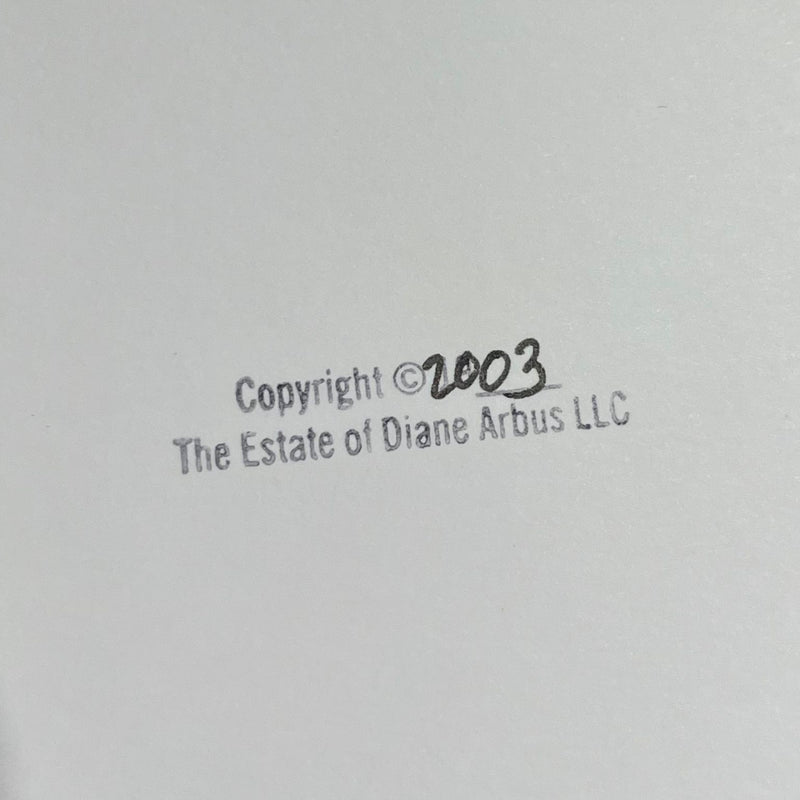 Copyright ©2003
The Estate of Diane Arbus LLC